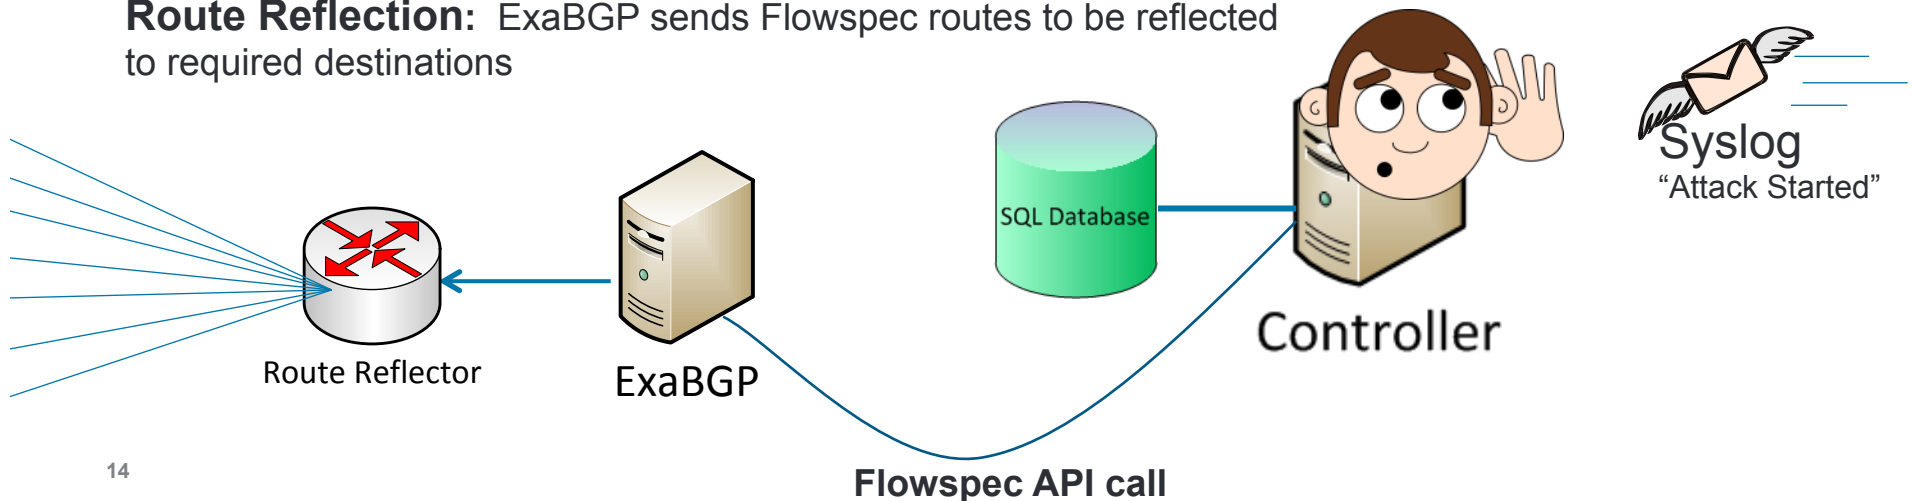 Route Reflection: ExaBGP sends Flowspec routes to be reflected
to required destinations
Syslog
“Attack Started”
SQL Database
Controller
Route Reflector
ExaBGP
Flowspec API call
14